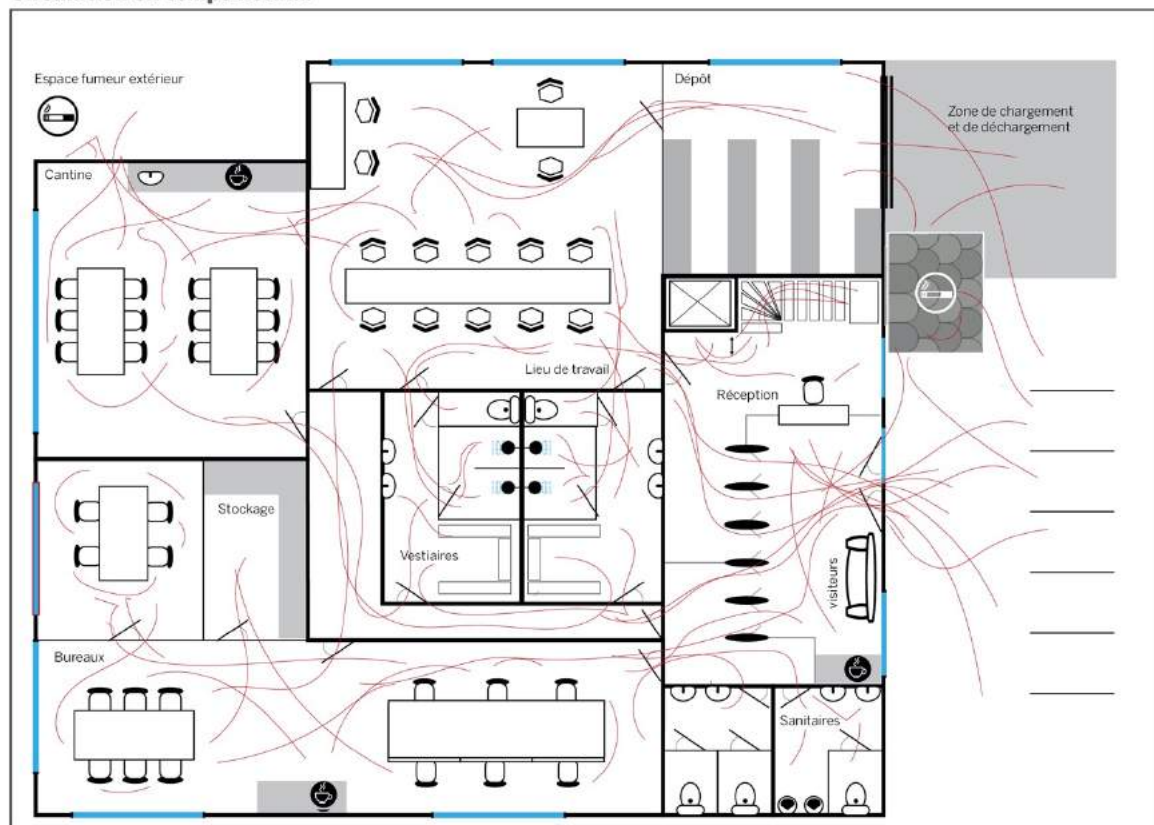 Espace fumeur extérieur
Dépôt
Zone de chargement
et de déchargement
Cantine
Lieu de travail
Réception
Stockage
Vestiaires
visiteurs
Bureaux
Sanitaires